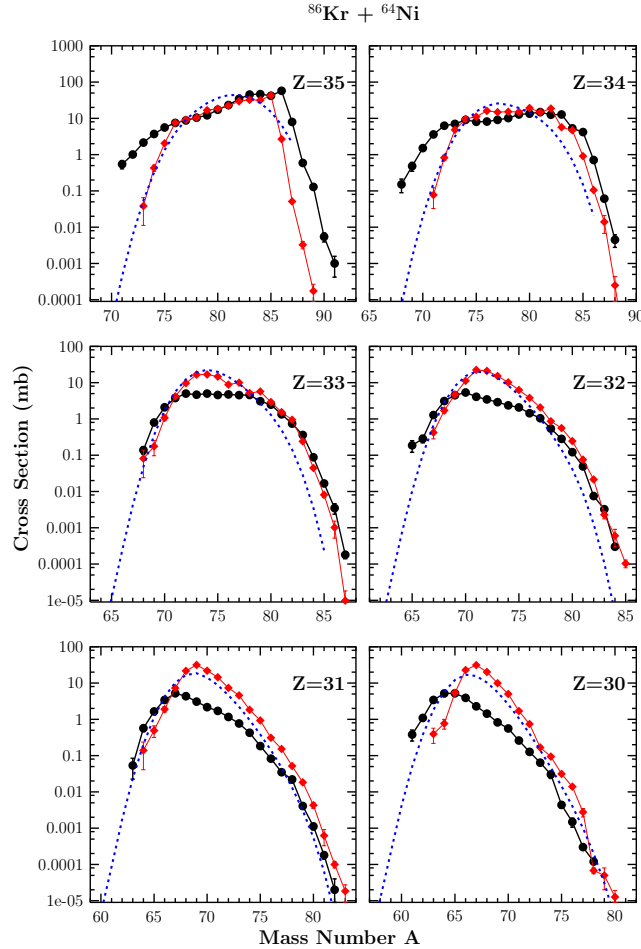 ⁸⁶Kr + ⁶⁴Ni
1000
100
10
1
0.1
0.01
0.001
0.0001
Z=35
Z=34
70 75 80 85 90
65 70 75 80 85 90
Cross Section (mb)
100
10
1
0.1
0.01
0.001
0.0001
1e-05
Z=33
Z=32
65 70 75 80 85
65 70 75 80 85
100
10
1
0.1
0.01
0.001
0.0001
1e-05
Z=31
Z=30
60 65 70 75 80
60 65 70 75 80
Mass Number A